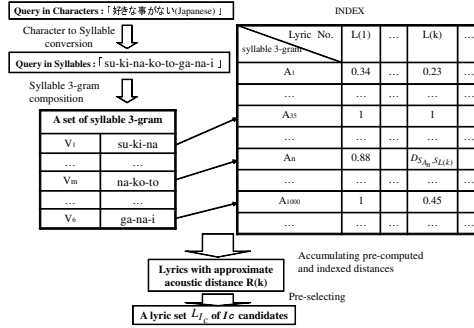 Query in Characters : 「好きな事がない(Japanese) 」
Character to Syllable
conversion
Query in Syllables : 「su-ki-na-ko-to-ga-na-i 」
Syllable 3-gram
composition
A set of syllable 3-gram
V1 su-ki-na
... ...
Vm na-ko-to
... ...
V6 ga-na-i
INDEX
Lyric No. L(1) ... L(k) ...
syllable 3-gram
A1 0.34 ... 0.23 ...
... ... ... ... ...
A35 1 1 ...
... ... ... ... ...
An 0.88 DSAn,SL(k) ...
... ... ... ... ...
A1000 1 0.45 ...
... ... ... ... ...
Accumulating pre-computed
and indexed distances
Lyrics with approximate
acoustic distance R(k)
Pre-selecting
A lyric set LIc of Ic candidates